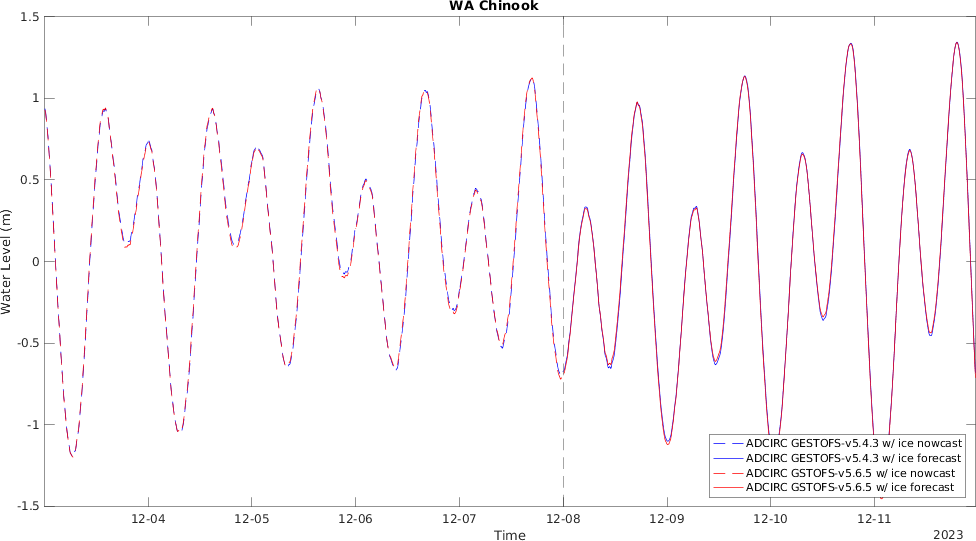 WA Chinook
1.5
1
0.5
0
-0.5
-1
-1.5
Water Level (m)
12-04
12-05
12-06
12-07
12-08
12-09
12-10
12-11
Time
2023
ADCIRC GESTOFS-v5.4.3 w/ ice nowcast
ADCIRC GESTOFS-v5.4.3 w/ ice forecast
ADCIRC GSTOFS-v5.6.5 w/ ice nowcast
ADCIRC GSTOFS-v5.6.5 w/ ice forecast